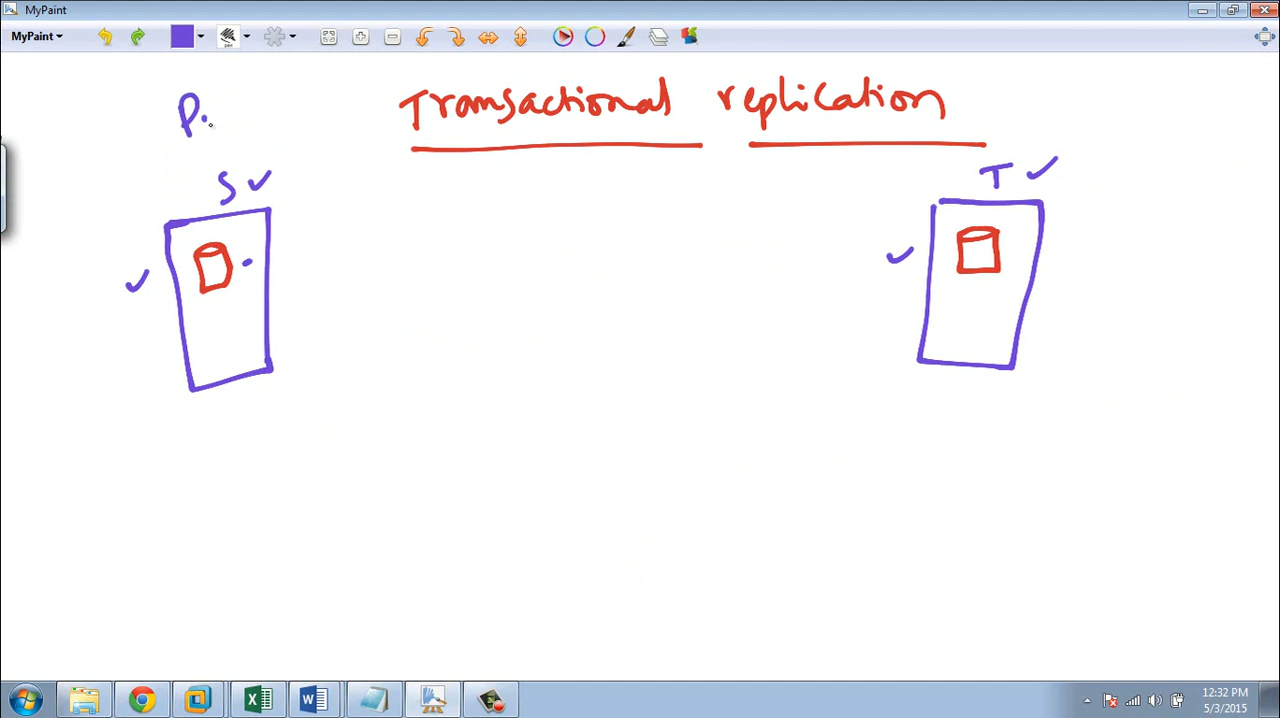 MyPaint
MyPaint
P.
Transactional replication
S
T
12:32 PM
5/3/2015